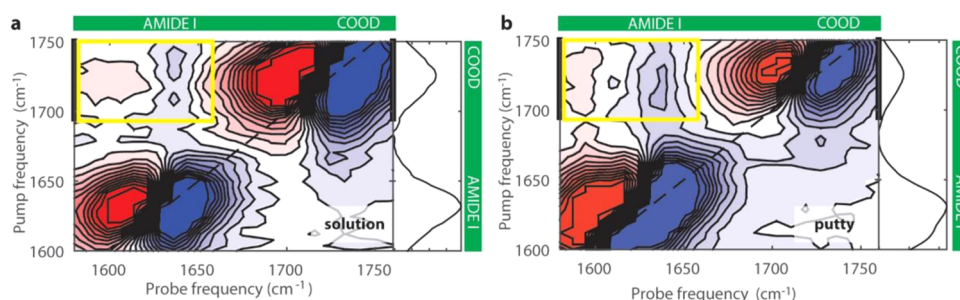 a
AMIDE I
COOD
1750
1700
1650
1600
Pump frequency (cm⁻¹)
solution
1600
1650
1700
1750
Probe frequency (cm⁻¹)
COOD
AMIDE I
b
AMIDE I
COOD
1750
1700
1650
1600
Pump frequency (cm⁻¹)
putty
1600
1650
1700
1750
Probe frequency (cm⁻¹)
COOD
AMIDE I